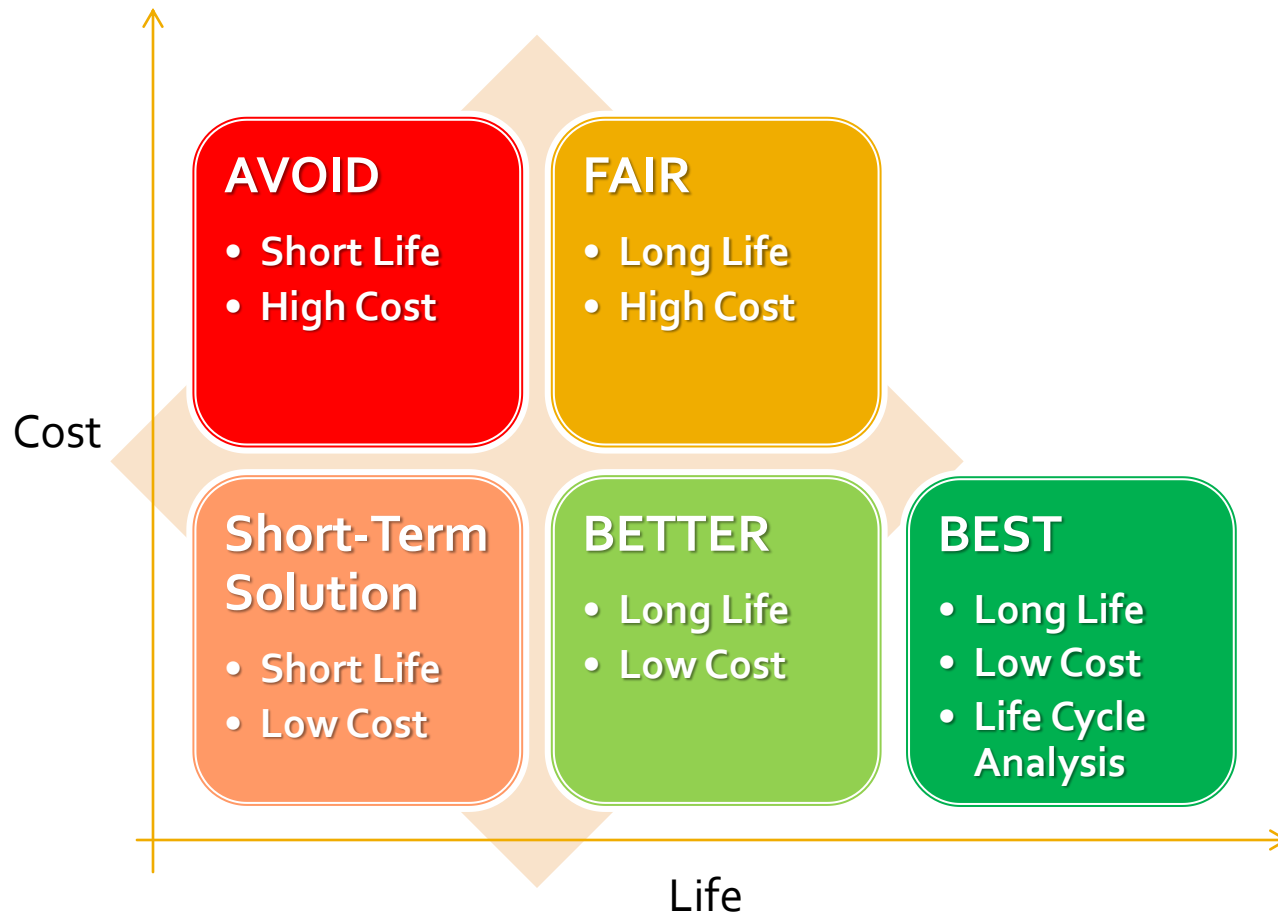 AVOID
• Short Life
• High Cost
FAIR
• Long Life
• High Cost
Cost
Short-Term
Solution
• Short Life
• Low Cost
BETTER
• Long Life
• Low Cost
BEST
• Long Life
• Low Cost
• Life Cycle
Analysis
Life